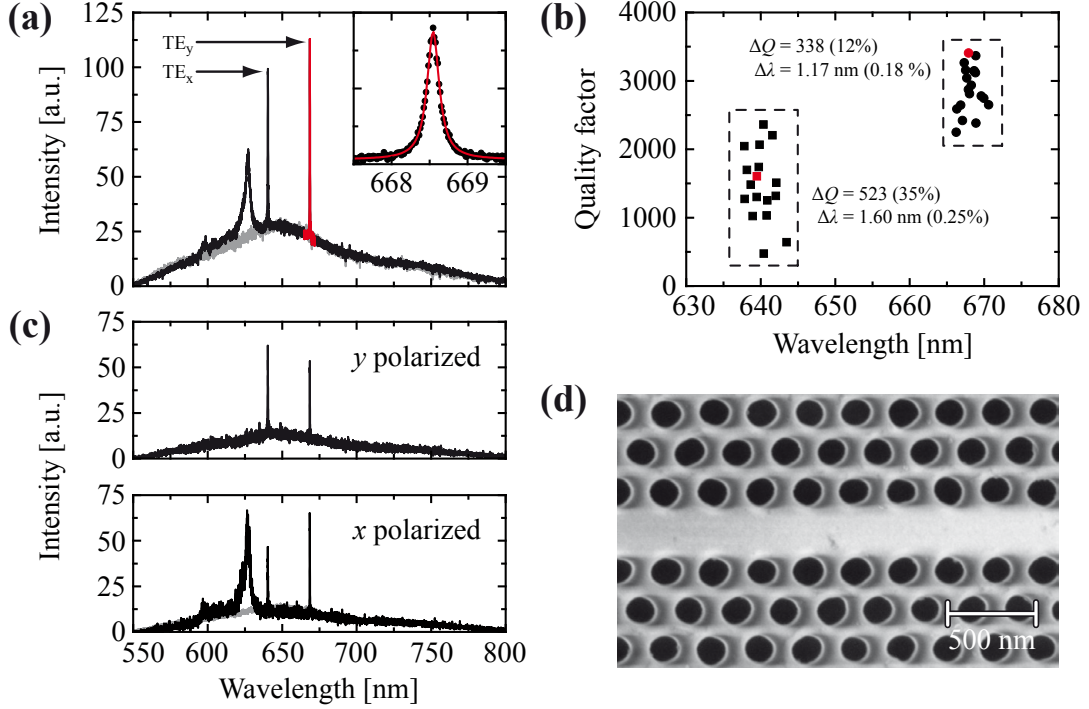 (a)
125
100
75
50
25
0
Intensity [a.u.]
TEy
TEx
668 669
(b)
4000
3000
2000
1000
0
Quality factor
ΔQ = 338 (12%)
Δλ = 1.17 nm (0.18 %)
ΔQ = 523 (35%)
Δλ = 1.60 nm (0.25%)
630 640 650 660 670 680
Wavelength [nm]
(c)
75
50
25
0
y polarized
Intensity [a.u.]
75
50
25
0
x polarized
550 600 650 700 750 800
Wavelength [nm]
(d)
500 nm